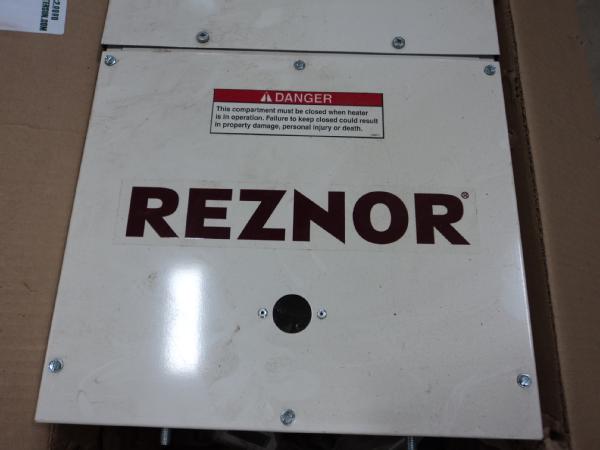 DANGER
This compartment must be closed when heater
is in operation. Failure to keep closed could result
in property damage, personal injury or death.
REZNOR®